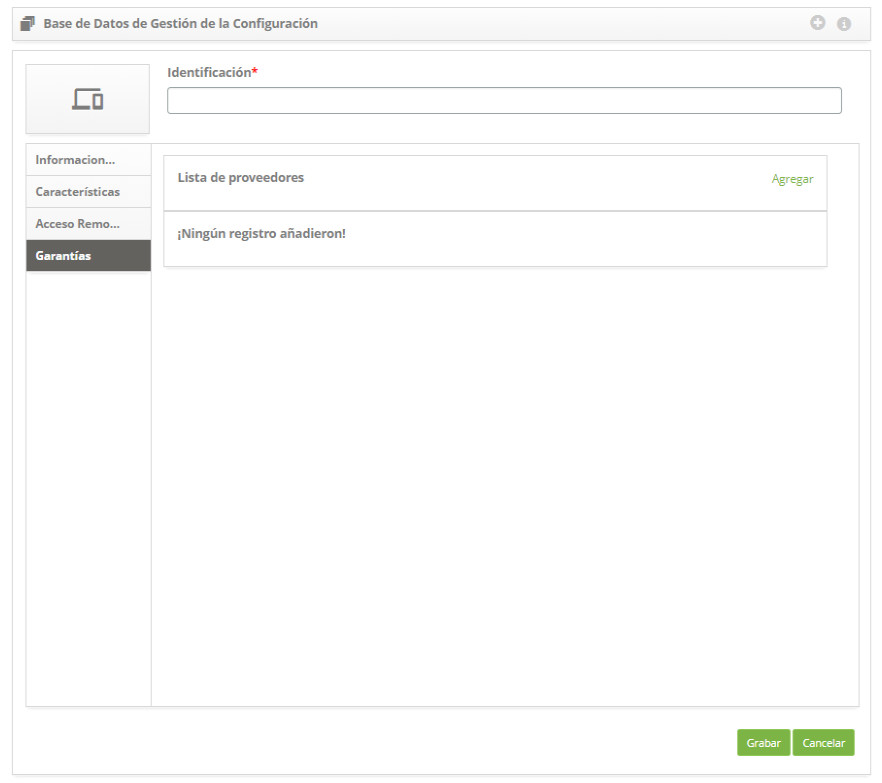 Base de Datos de Gestión de la Configuración
Identificación*
Informacion...
Características
Acceso Remo...
Garantías
Lista de proveedores
Agregar
¡Ningún registro añadieron!
Grabar
Cancelar